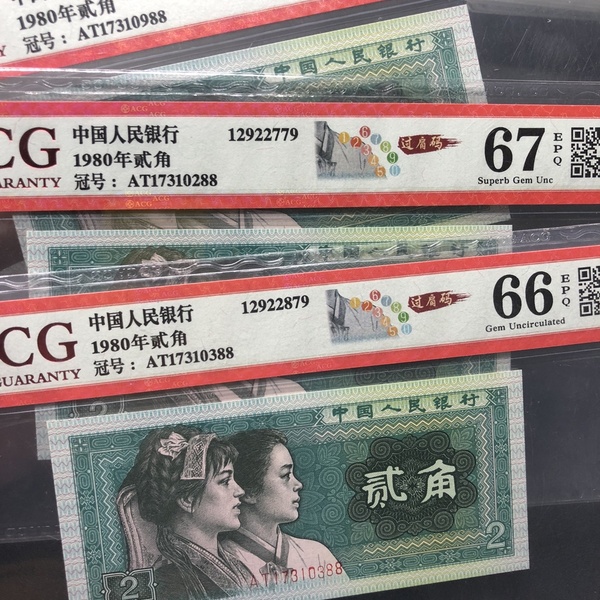 1980年贰角
冠号： AT17310988
中国人民银行
ACG
CG
ARANTY
中国人民银行
1980年贰角
冠号： AT17310288
12922779
过肩码
67
EPQ
Superb Gem Unc
ACG
CG
GUARANTY
中国人民银行
1980年贰角
冠号： AT17310388
12922879
过肩码
66
EPQ
Gem Uncirculated
中国人民银行
贰角
AT17310388
2
2